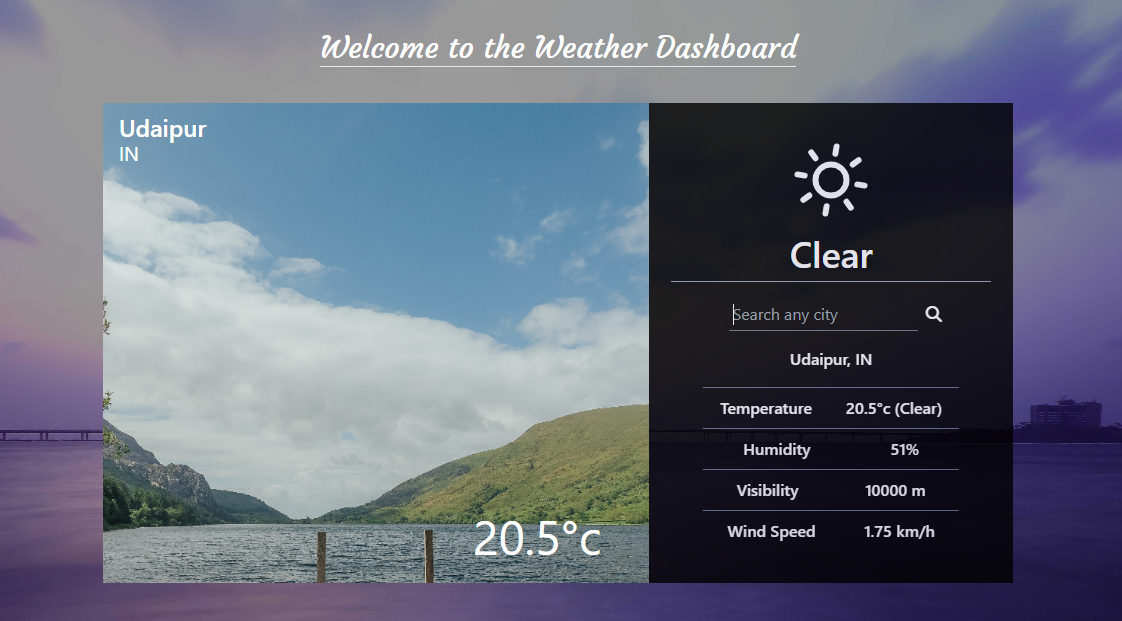 Welcome to the Weather Dashboard
Udaipur
IN
20.5°c
Clear
Search any city
Udaipur, IN
Temperature 20.5°c (Clear)
Humidity 51%
Visibility 10000 m
Wind Speed 1.75 km/h